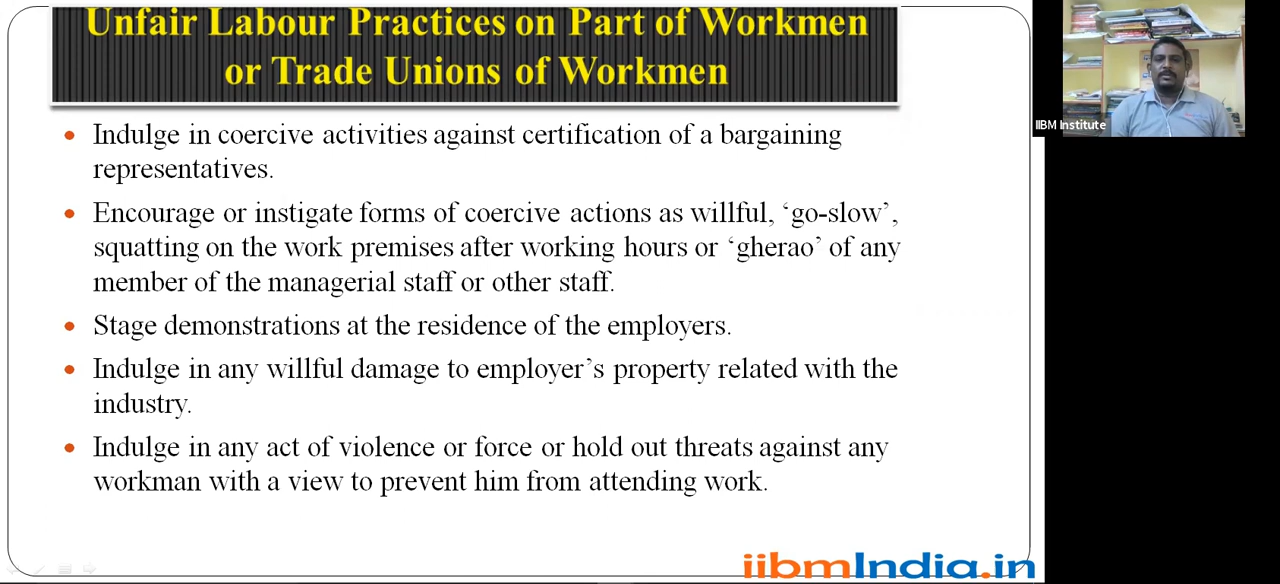 Unfair Labour Practices on Part of Workmen
or Trade Unions of Workmen
• Indulge in coercive activities against certification of a bargaining
representatives.
• Encourage or instigate forms of coercive actions as willful, ‘go-slow’,
squatting on the work premises after working hours or ‘gherao’ of any
member of the managerial staff or other staff.
• Stage demonstrations at the residence of the employers.
• Indulge in any willful damage to employer’s property related with the
industry.
• Indulge in any act of violence or force or hold out threats against any
workman with a view to prevent him from attending work.
iibmIndia.in
IIBM Institute